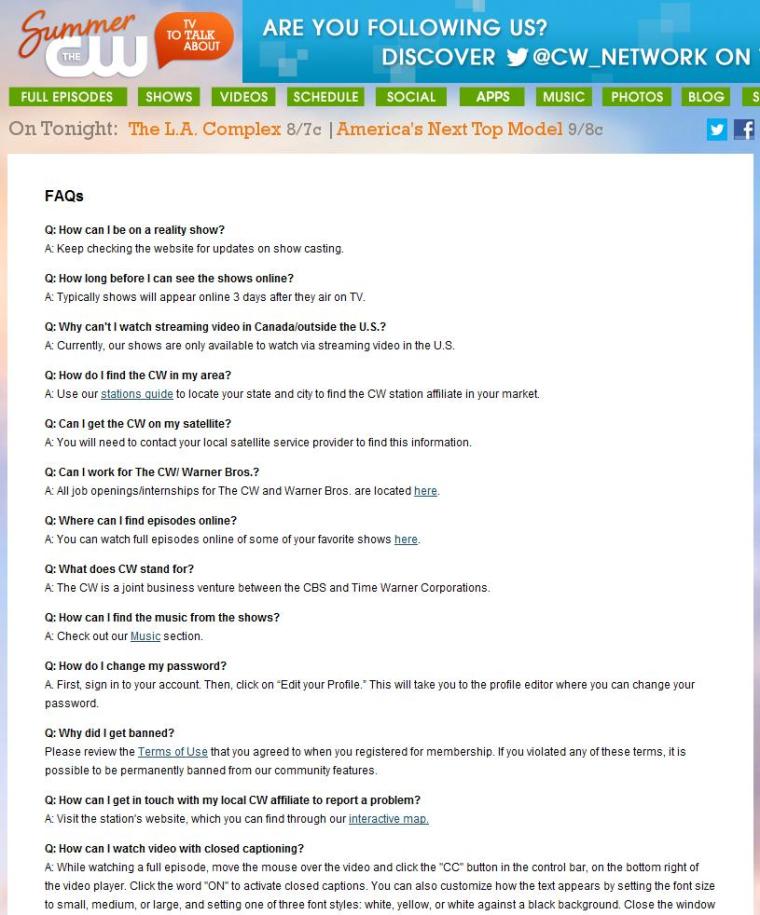 Summer
THE CW
TV
TO TALK
ABOUT
ARE YOU FOLLOWING US?
DISCOVER @CW_NETWORK ON
FULL EPISODES SHOWS VIDEOS SCHEDULE SOCIAL APPS MUSIC PHOTOS BLOG S
On Tonight: The L.A. Complex 8/7c | America's Next Top Model 9/8c
FAQs
Q: How can I be on a reality show?
A: Keep checking the website for updates on show casting.
Q: How long before I can see the shows online?
A: Typically shows will appear online 3 days after they air on TV.
Q: Why can't I watch streaming video in Canada/outside the U.S.?
A: Currently, our shows are only available to watch via streaming video in the U.S.
Q: How do I find the CW in my area?
A: Use our stations guide to locate your state and city to find the CW station affiliate in your market.
Q: Can I get the CW on my satellite?
A: You will need to contact your local satellite service provider to find this information.
Q: Can I work for The CW/ Warner Bros.?
A: All job openings/internships for The CW and Warner Bros. are located here.
Q: Where can I find episodes online?
A: You can watch full episodes online of some of your favorite shows here.
Q: What does CW stand for?
A: The CW is a joint business venture between the CBS and Time Warner Corporations.
Q: How can I find the music from the shows?
A: Check out our Music section.
Q: How do I change my password?
A. First, sign in to your account. Then, click on “Edit your Profile.” This will take you to the profile editor where you can change your
password.
Q: Why did I get banned?
Please review the Terms of Use that you agreed to when you registered for membership. If you violated any of these terms, it is
possible to be permanently banned from our community features.
Q: How can I get in touch with my local CW affiliate to report a problem?
A: Visit the station's website, which you can find through our interactive map.
Q: How can I watch video with closed captioning?
A: While watching a full episode, move the mouse over the video and click the "CC" button in the control bar, on the bottom right of
the video player. Click the word "ON" to activate closed captions. You can also customize how the text appears by setting the font size
to small, medium, or large, and setting one of three font styles: white, yellow, or white against a black background. Close the window